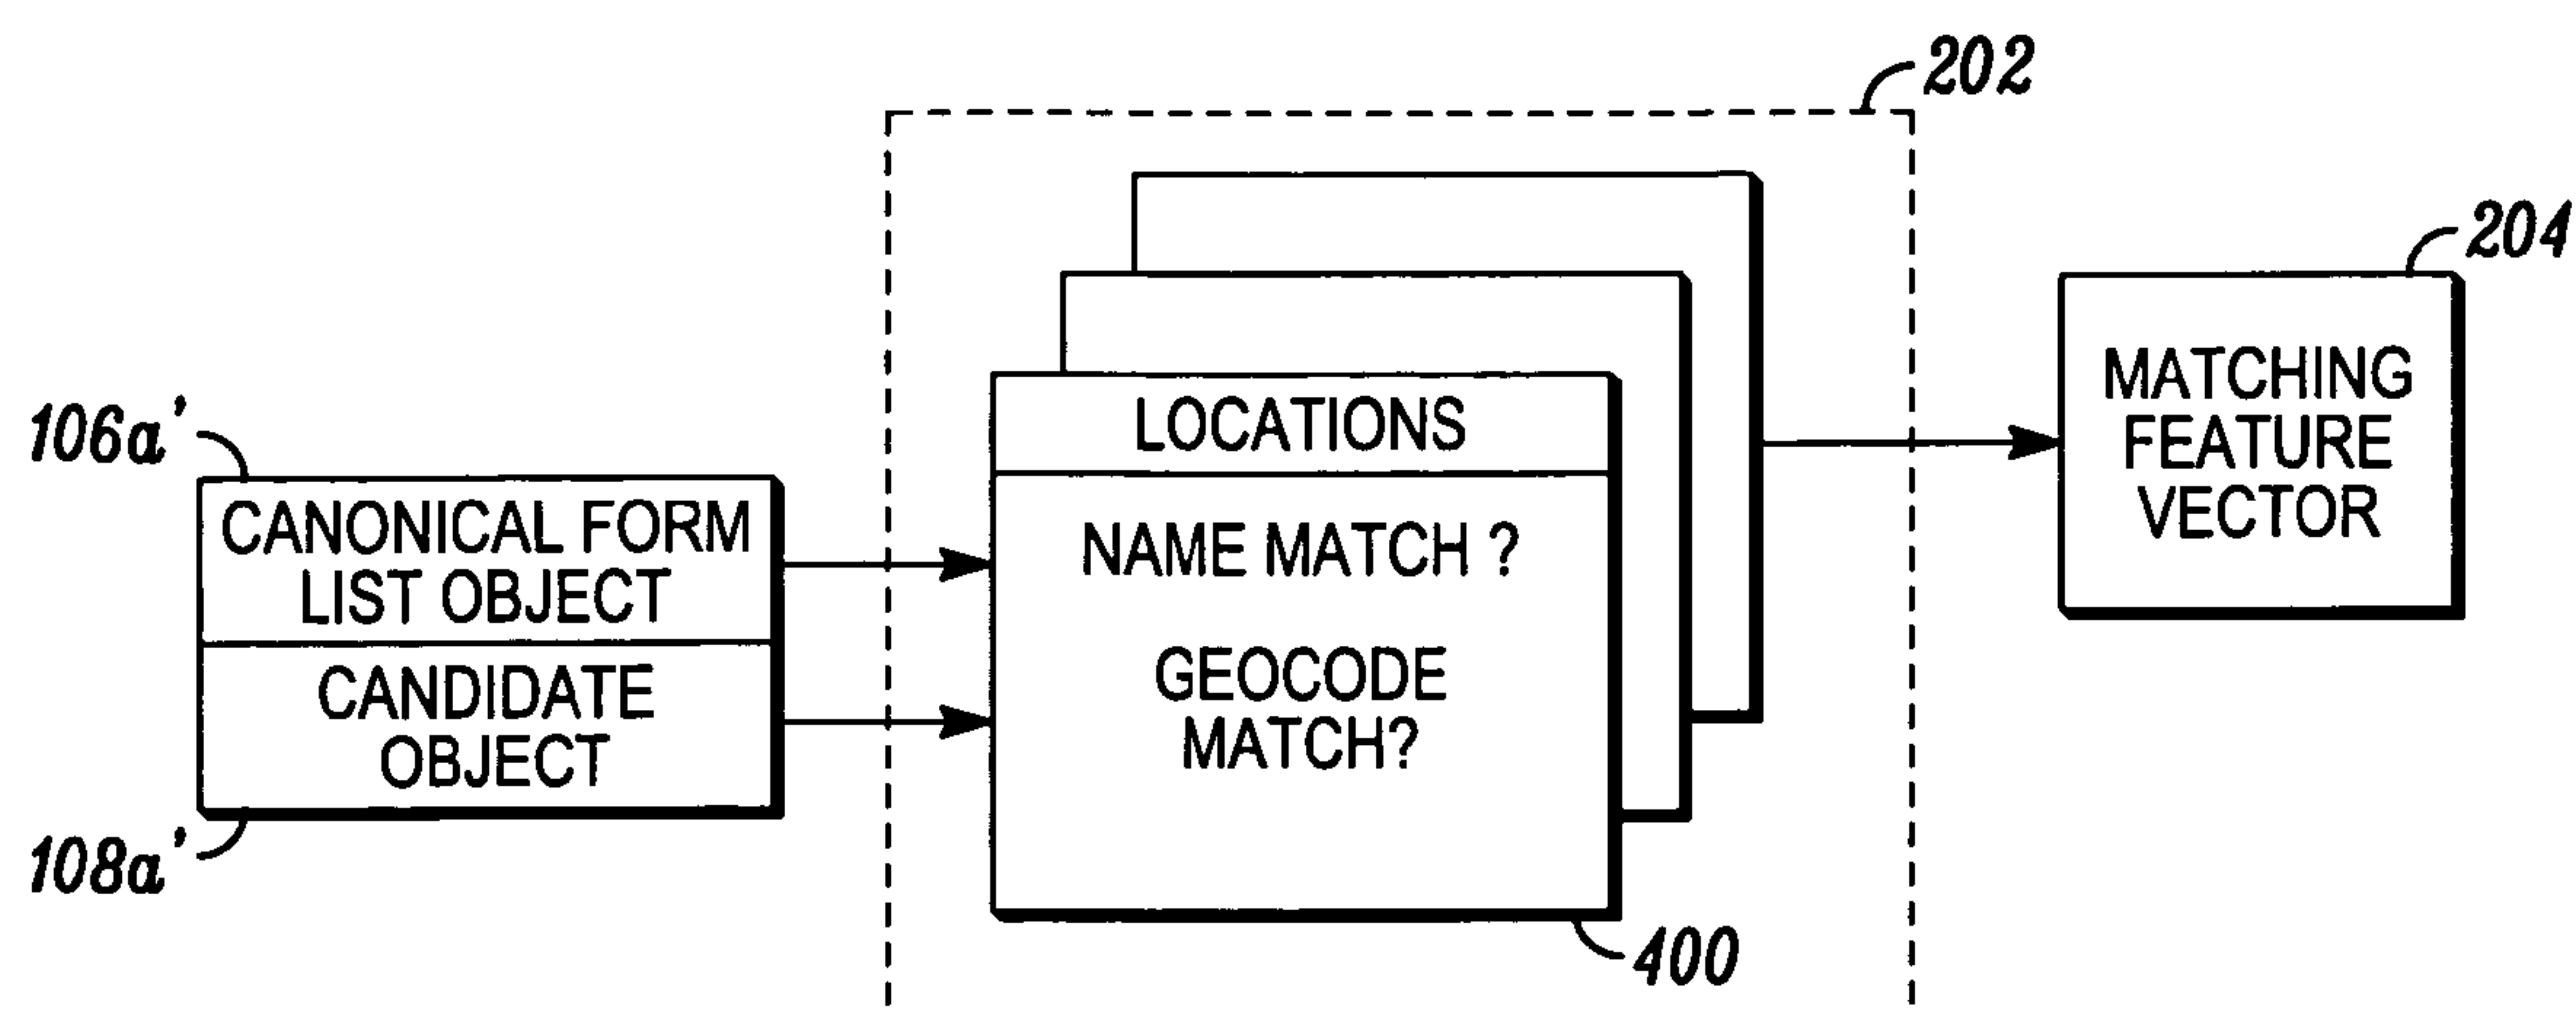 202
204
106a'
CANONICAL FORM
LIST OBJECT
CANDIDATE
OBJECT
108a'
LOCATIONS
NAME MATCH ?
GEOCODE
MATCH?
400
MATCHING
FEATURE
VECTOR